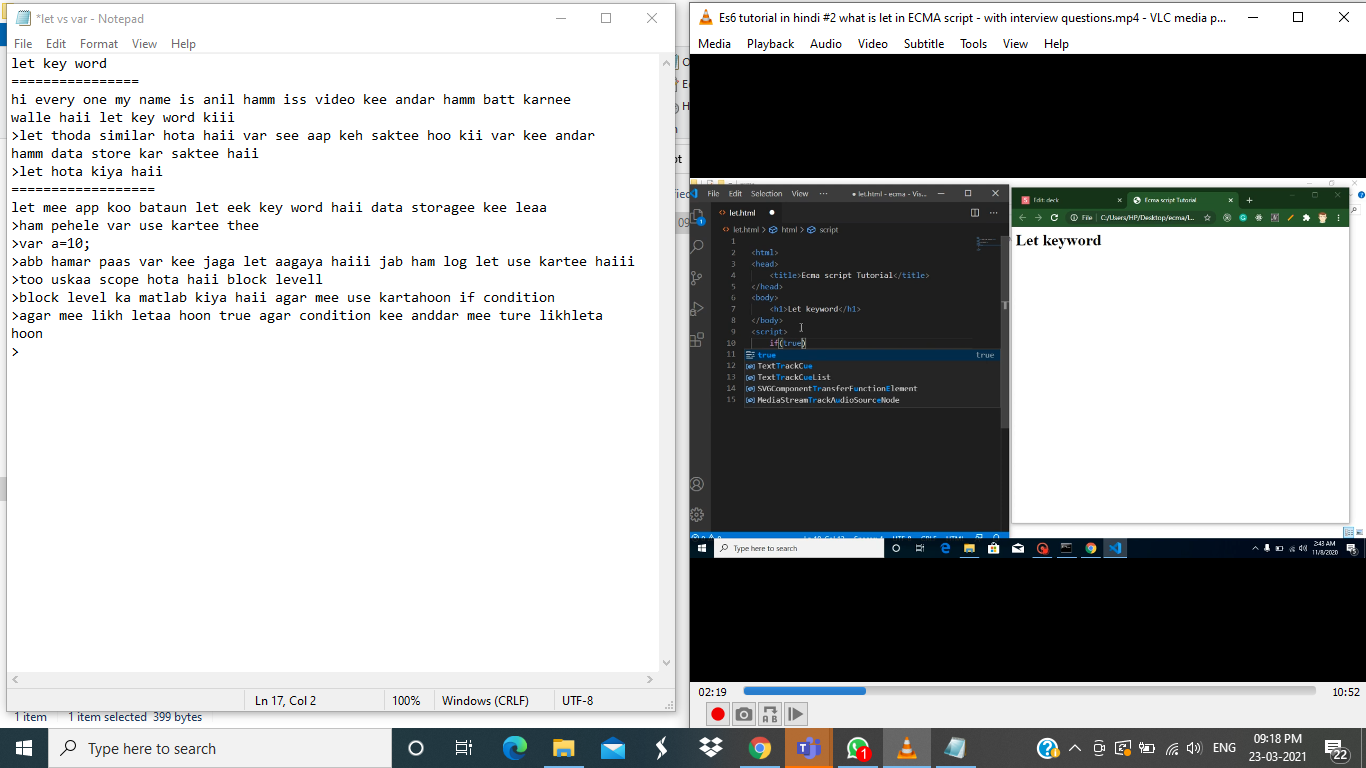 *let vs var - Notepad
File Edit Format View Help
let key word
================
hi every one my name is anil hamm iss video kee andar hamm batt karnee
walle haii let key word kiii
>let thoda similar hota haii var see aap keh saktee hoo kii var kee andar
hamm data store kar saktee haii
>let hota kiya haii
==================
let mee app koo bataun let eek key word haii data storagee kee leaa
>ham pehele var use kartee thee
>var a=10;
>abb hamar paas var kee jaga let aagaya haiii jab ham log let use kartee haiii
>too uskaa scope hota haii block levell
>block level ka matlab kiya haii agar mee use kartahoon if condition
>agar mee likh letaa hoon true agar condition kee anddar mee ture likhleta
hoon
>
Ln 17, Col 2 100% Windows (CRLF) UTF-8
1 item 1 item selected 399 bytes
Es6 tutorial in hindi #2 what is let in ECMA script - with interview questions.mp4 - VLC media p...
Media Playback Audio Video Subtitle Tools View Help
File Edit Selection View ··· ● let.html - ecma - Vis...
<> let.html ●
<> let.html > html > script
1
2 <html>
3 <head>
4 <title>Ecma script Tutorial</title>
5 </head>
6 <body>
7 <h1>Let keyword</h1>
8 </body>
9 <script>
10 if(true)
11 true true
12 TextTrackCue
13 TextTrackCueList
14 SVGComponentTransferFunctionElement
15 MediaStreamTrackAudioSourceNode
Edit deck
Ecma script Tutorial
File C:/Users/HP/Desktop/ecma/l...
Let keyword
Type here to search
2:43 AM
11/8/2020
02:19 10:52
Type here to search
ENG
09:18 PM
23-03-2021
1
22